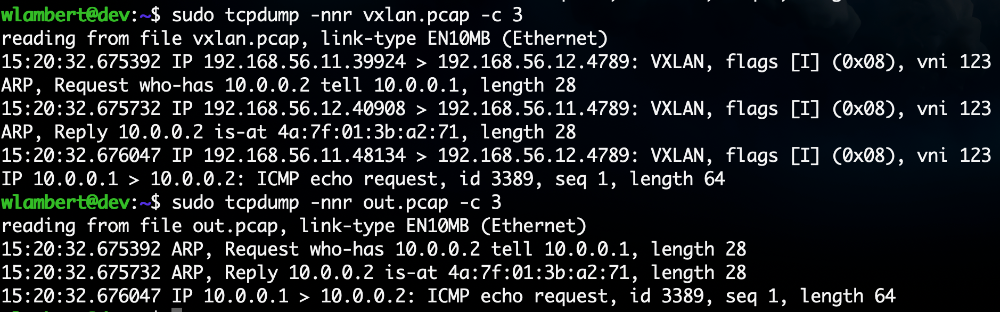 wlambert@dev:~$ sudo tcpdump -nnr vxlan.pcap -c 3
reading from file vxlan.pcap, link-type EN10MB (Ethernet)
15:20:32.675392 IP 192.168.56.11.39924 > 192.168.56.12.4789: VXLAN, flags [I] (0x08), vni 123
ARP, Request who-has 10.0.0.2 tell 10.0.0.1, length 28
15:20:32.675732 IP 192.168.56.12.40908 > 192.168.56.11.4789: VXLAN, flags [I] (0x08), vni 123
ARP, Reply 10.0.0.2 is-at 4a:7f:01:3b:a2:71, length 28
15:20:32.676047 IP 192.168.56.11.48134 > 192.168.56.12.4789: VXLAN, flags [I] (0x08), vni 123
IP 10.0.0.1 > 10.0.0.2: ICMP echo request, id 3389, seq 1, length 64
wlambert@dev:~$ sudo tcpdump -nnr out.pcap -c 3
reading from file out.pcap, link-type EN10MB (Ethernet)
15:20:32.675392 ARP, Request who-has 10.0.0.2 tell 10.0.0.1, length 28
15:20:32.675732 ARP, Reply 10.0.0.2 is-at 4a:7f:01:3b:a2:71, length 28
15:20:32.676047 IP 10.0.0.1 > 10.0.0.2: ICMP echo request, id 3389, seq 1, length 64